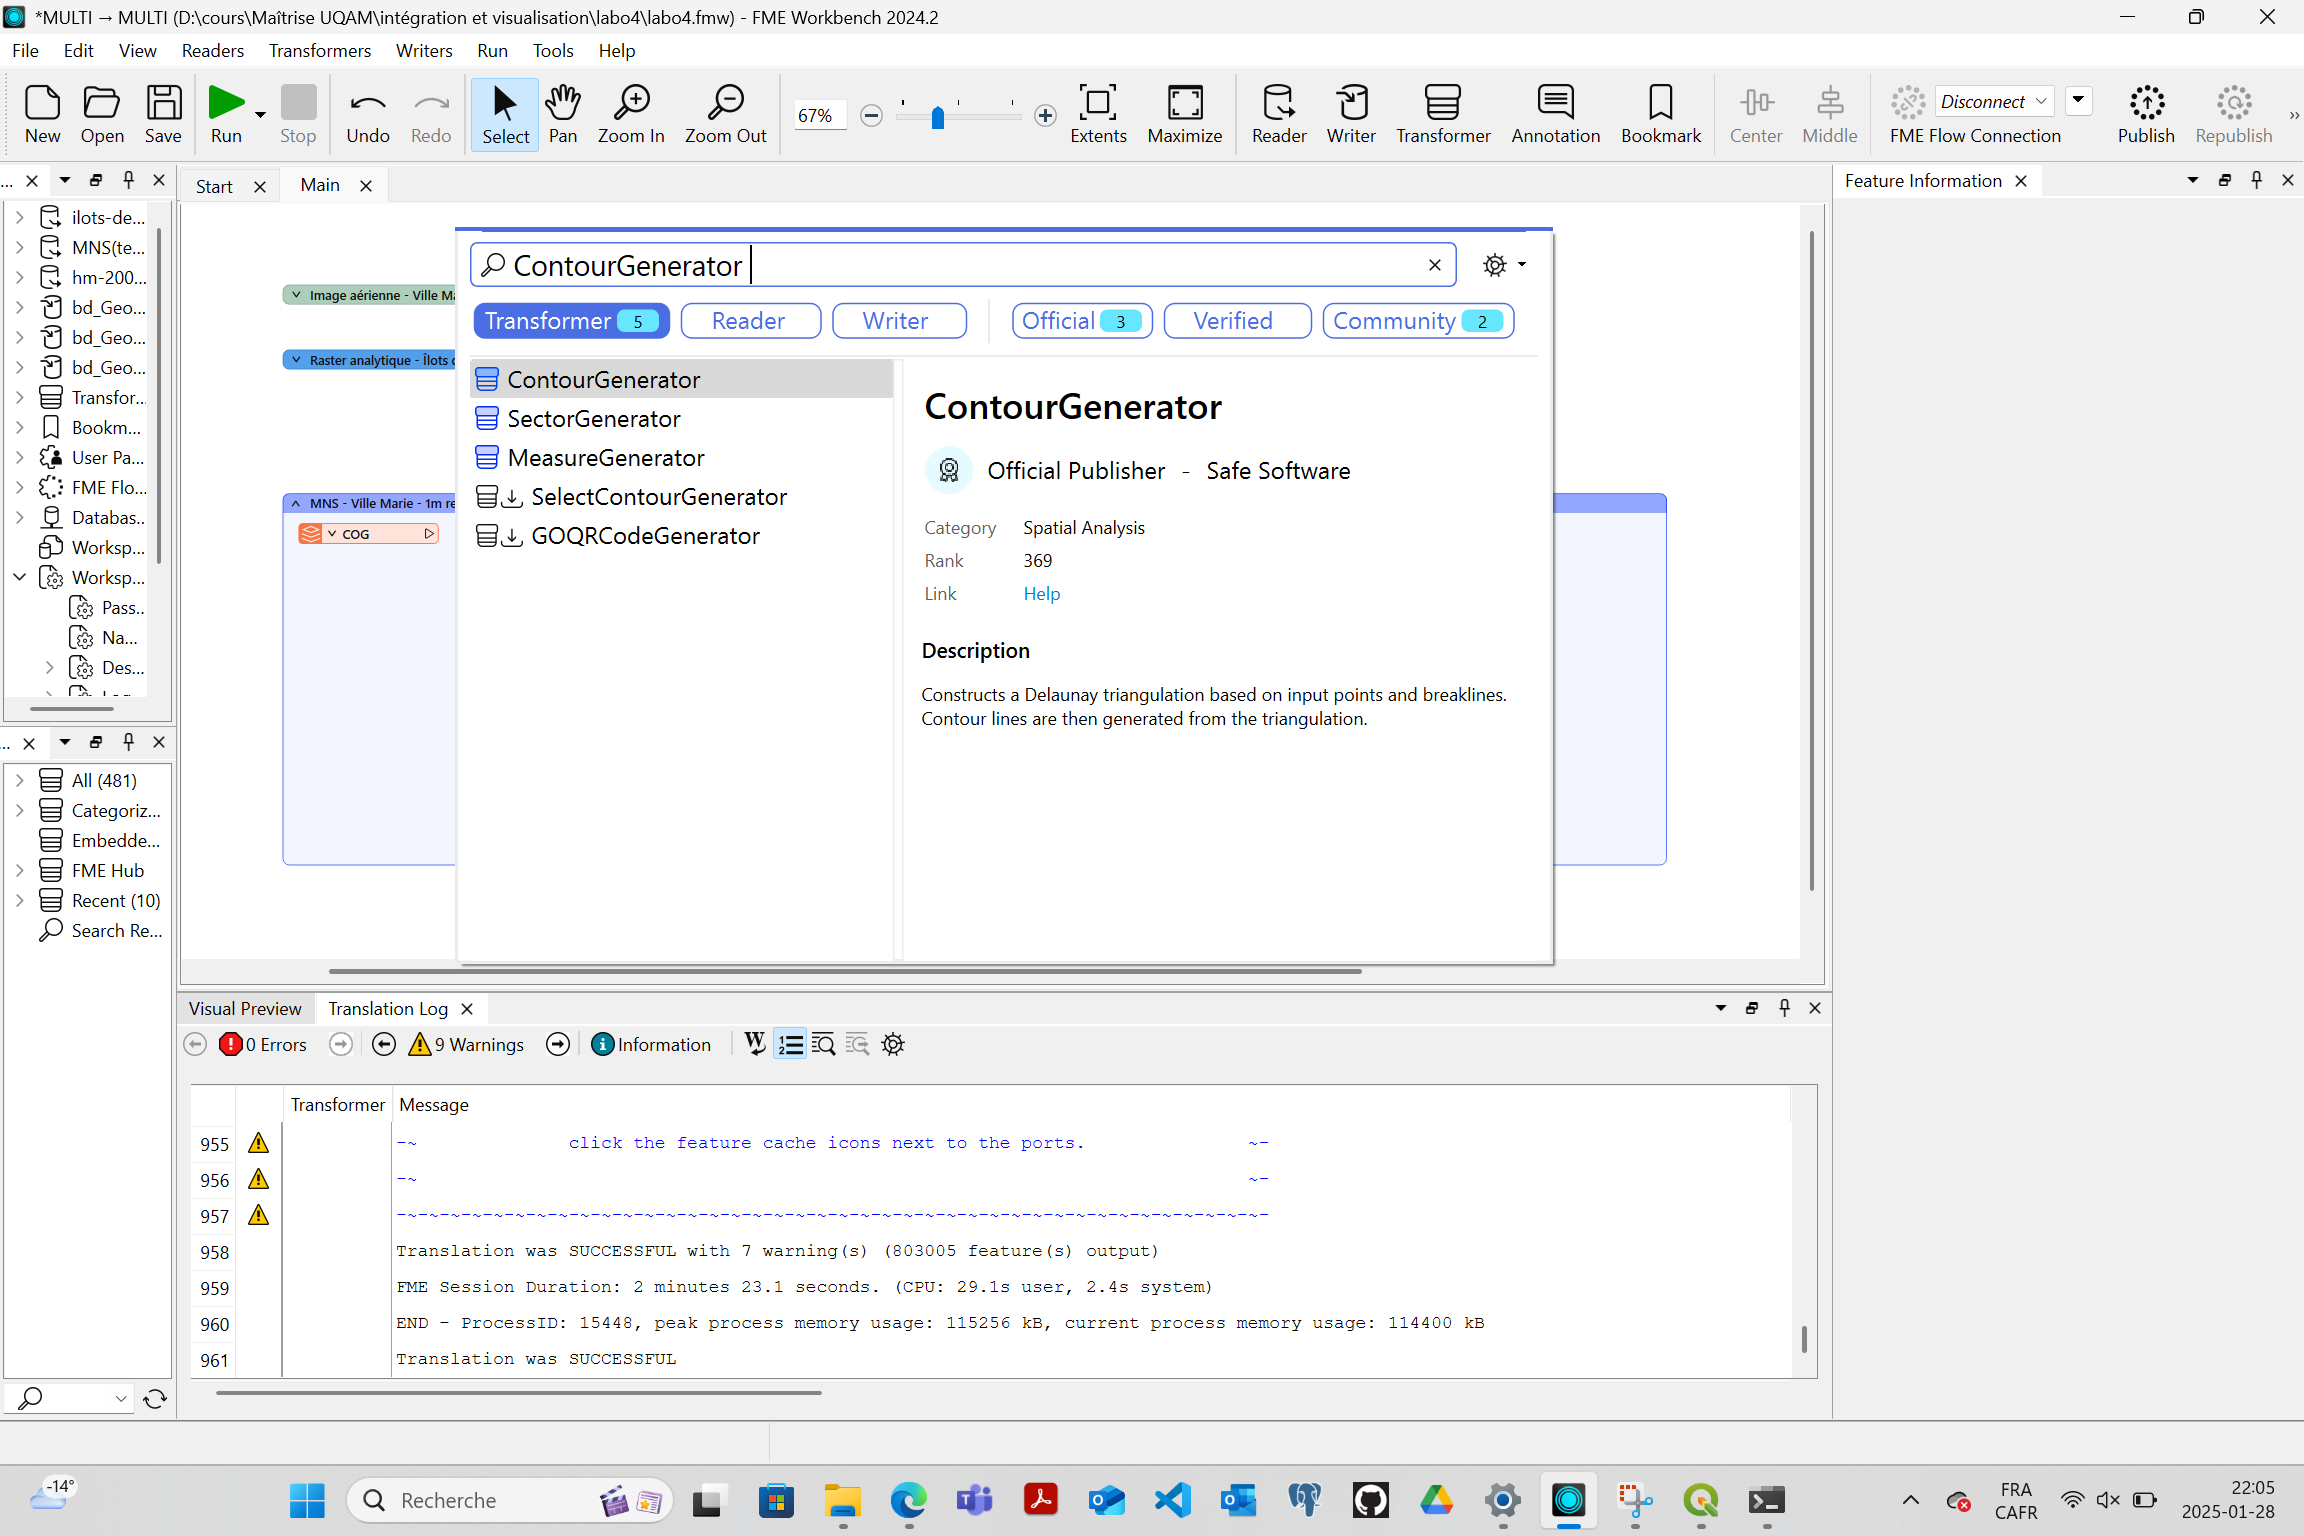 *MULTI → MULTI (D:\cours\Maîtrise UQAM\intégration et visualisation\labo4\labo4.fmw) - FME Workbench 2024.2
File Edit View Readers Transformers Writers Run Tools Help
New Open Save Run Stop Undo Redo Select Pan Zoom In Zoom Out 67% Extents Maximize Reader Writer Transformer Annotation Bookmark Center Middle Disconnect FME Flow Connection Publish Republish »
...
Start Main
Feature Information
ilots-de...
MNS(te...
hm-200...
bd_Geo...
bd_Geo...
bd_Geo...
Transfor...
Bookm...
User Pa...
FME Flo...
Databas...
Worksp...
Worksp...
Pass...
Na...
Des...
Image aérienne - Ville Ma
Raster analytique - Îlots
MNS - Ville Marie - 1m re
COG
ContourGenerator
Transformer 5 Reader Writer Official 3 Verified Community 2
ContourGenerator
SectorGenerator
MeasureGenerator
SelectContourGenerator
GOQRCodeGenerator
ContourGenerator
Official Publisher - Safe Software
Category Spatial Analysis
Rank 369
Link Help
Description
Constructs a Delaunay triangulation based on input points and breaklines.
Contour lines are then generated from the triangulation.
...
All (481)
Categoriz...
Embedde...
FME Hub
Recent (10)
Search Re...
Visual Preview Translation Log
0 Errors 9 Warnings Information
Transformer Message
955 -~ click the feature cache icons next to the ports. ~-
956 -~ ~-
957 -~-~-~-~-~-~-~-~-~-~-~-~-~-~-~-~-~-~-~-~-~-~-~-~-~-~-~-~-~-~-~-~-~-~-~-~-~-~-~-~-
958 Translation was SUCCESSFUL with 7 warning(s) (803005 feature(s) output)
959 FME Session Duration: 2 minutes 23.1 seconds. (CPU: 29.1s user, 2.4s system)
960 END - ProcessID: 15448, peak process memory usage: 115256 kB, current process memory usage: 114400 kB
961 Translation was SUCCESSFUL
-14°
Recherche
FRA
CAFR
22:05
2025-01-28